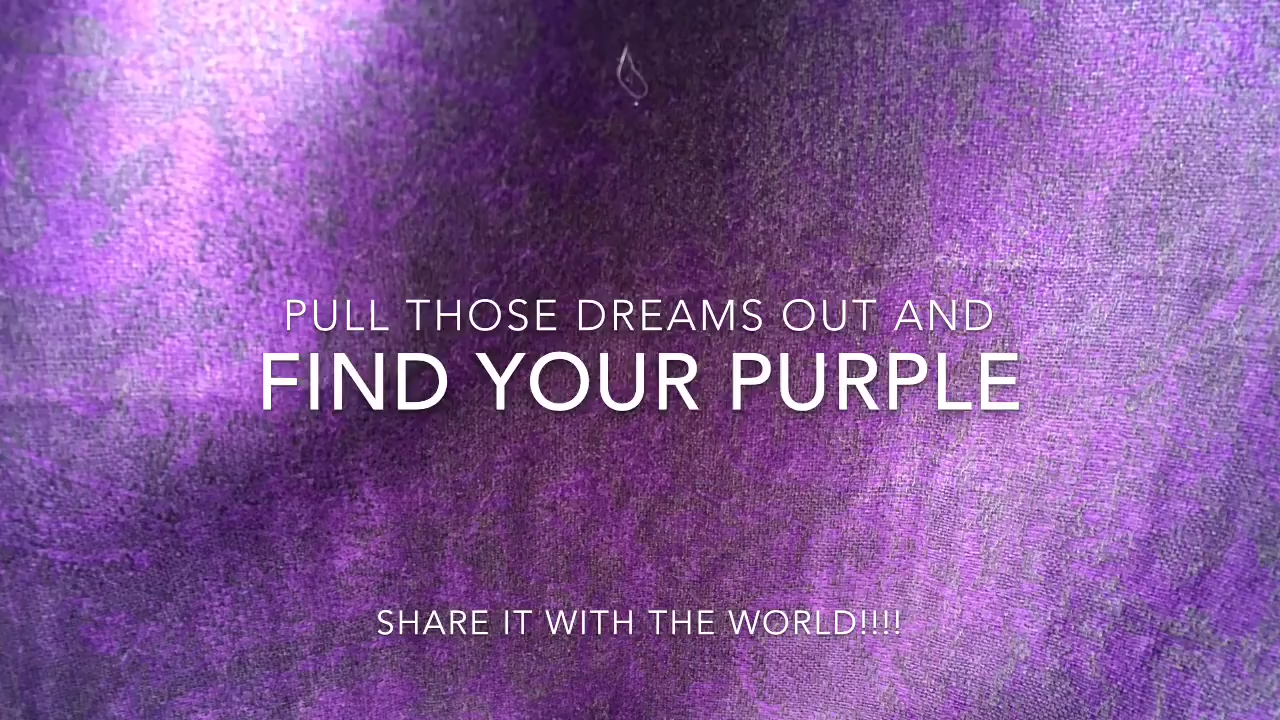 PULL THOSE DREAMS OUT AND
FIND YOUR PURPLE
SHARE IT WITH THE WORLD!!!!